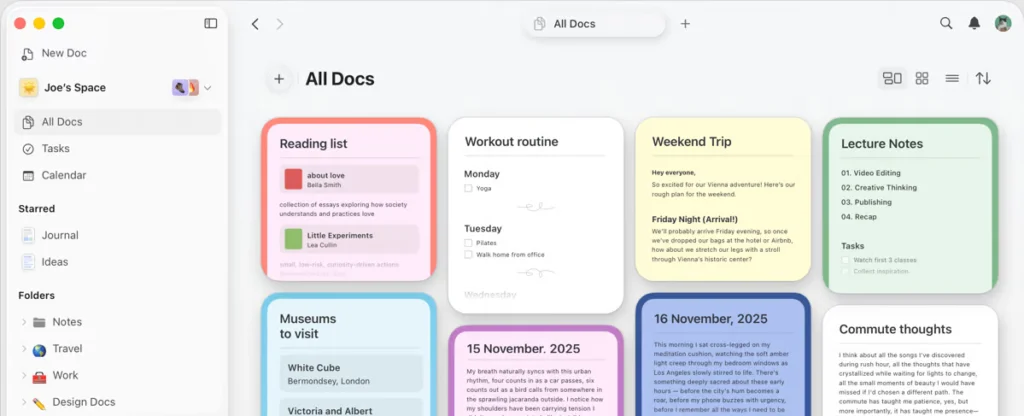 New Doc
Joe's Space
All Docs
Tasks
Calendar
Starred
Journal
Ideas
Folders
Notes
Travel
Work
Design Docs
All Docs
All Docs
Reading list
about love
Bella Smith
collection of essays exploring how society
understands and practices love
Little Experiments
Lea Cullin
small, low-risk, curiosity-driven actions
Workout routine
Monday
Yoga
Tuesday
Pilates
Walk home from office
Wednesday
Weekend Trip
Hey everyone,
So excited for our Vienna adventure! Here's our
rough plan for the weekend.
Friday Night (Arrival!)
We'll probably arrive Friday evening, so once
we've dropped our bags at the hotel or Airbnb,
how about we stretch our legs with a stroll
through Vienna's historic center?
Lecture Notes
01. Video Editing
02. Creative Thinking
03. Publishing
04. Recap
Tasks
Watch first 3 classes
Collect inspiration
Museums
to visit
White Cube
Bermondsey, London
Victoria and Albert
15 November, 2025
My breath naturally syncs with this urban
rhythm, four counts in as a car passes, six
counts out as a bird calls from somewhere in
the sprawling jacaranda outside. I notice how
my shoulders have been carrying tension I
16 November, 2025
This morning I sat cross-legged on my
meditation cushion, watching the soft amber
light creep through my bedroom windows as
Los Angeles slowly stirred to life. There's
something deeply sacred about these early
hours — before the city's hum becomes a
roar, before my phone buzzes with urgency,
before I remember all the ways I need to be
Commute thoughts
I think about all the songs I've discovered
during rush hour, all the thoughts that have
crystallized while waiting for lights to change,
all the small moments of beauty I would have
missed if I'd chosen a different path. The
commute has taught me patience, yes, but
more importantly, it has taught me presence—